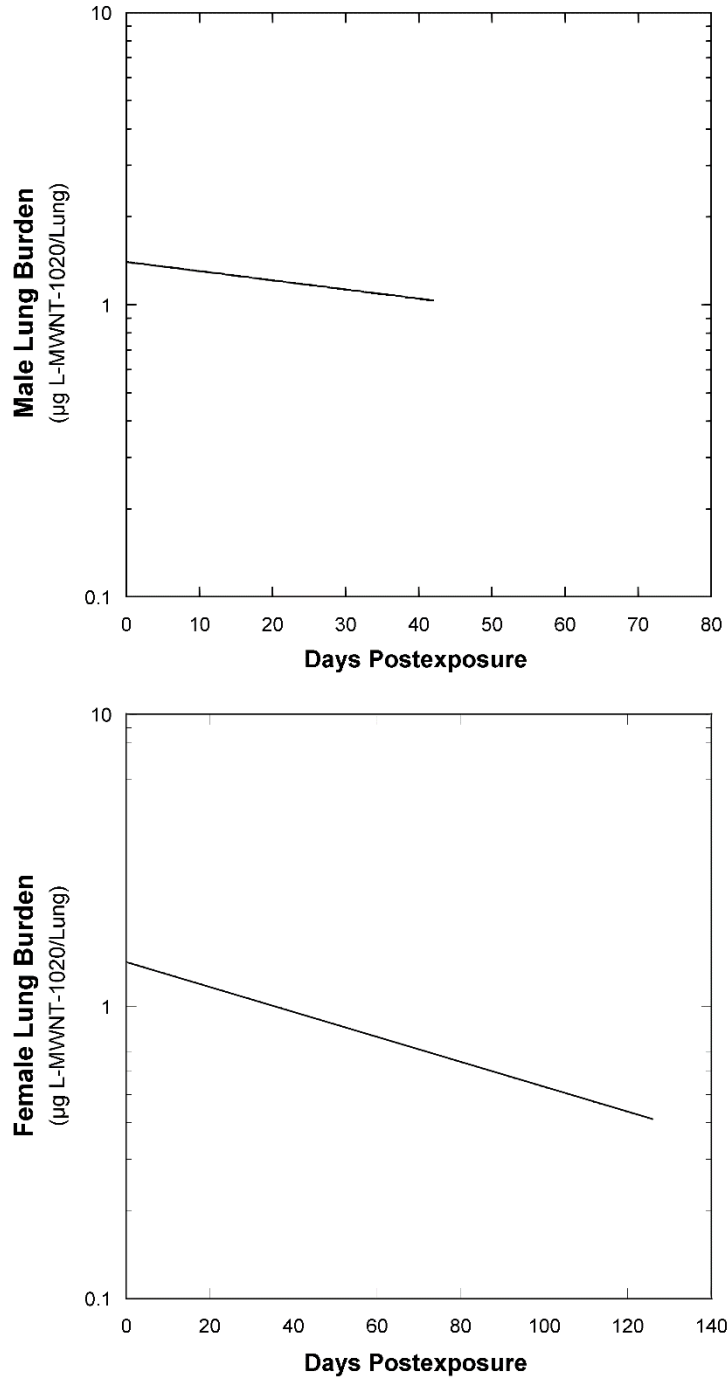 10
1
0.1
Male Lung Burden
(µg L-MWNT-1020/Lung)
0 10 20 30 40 50 60 70 80
Days Postexposure
10
1
0.1
Female Lung Burden
(µg L-MWNT-1020/Lung)
0 20 40 60 80 100 120 140
Days Postexposure